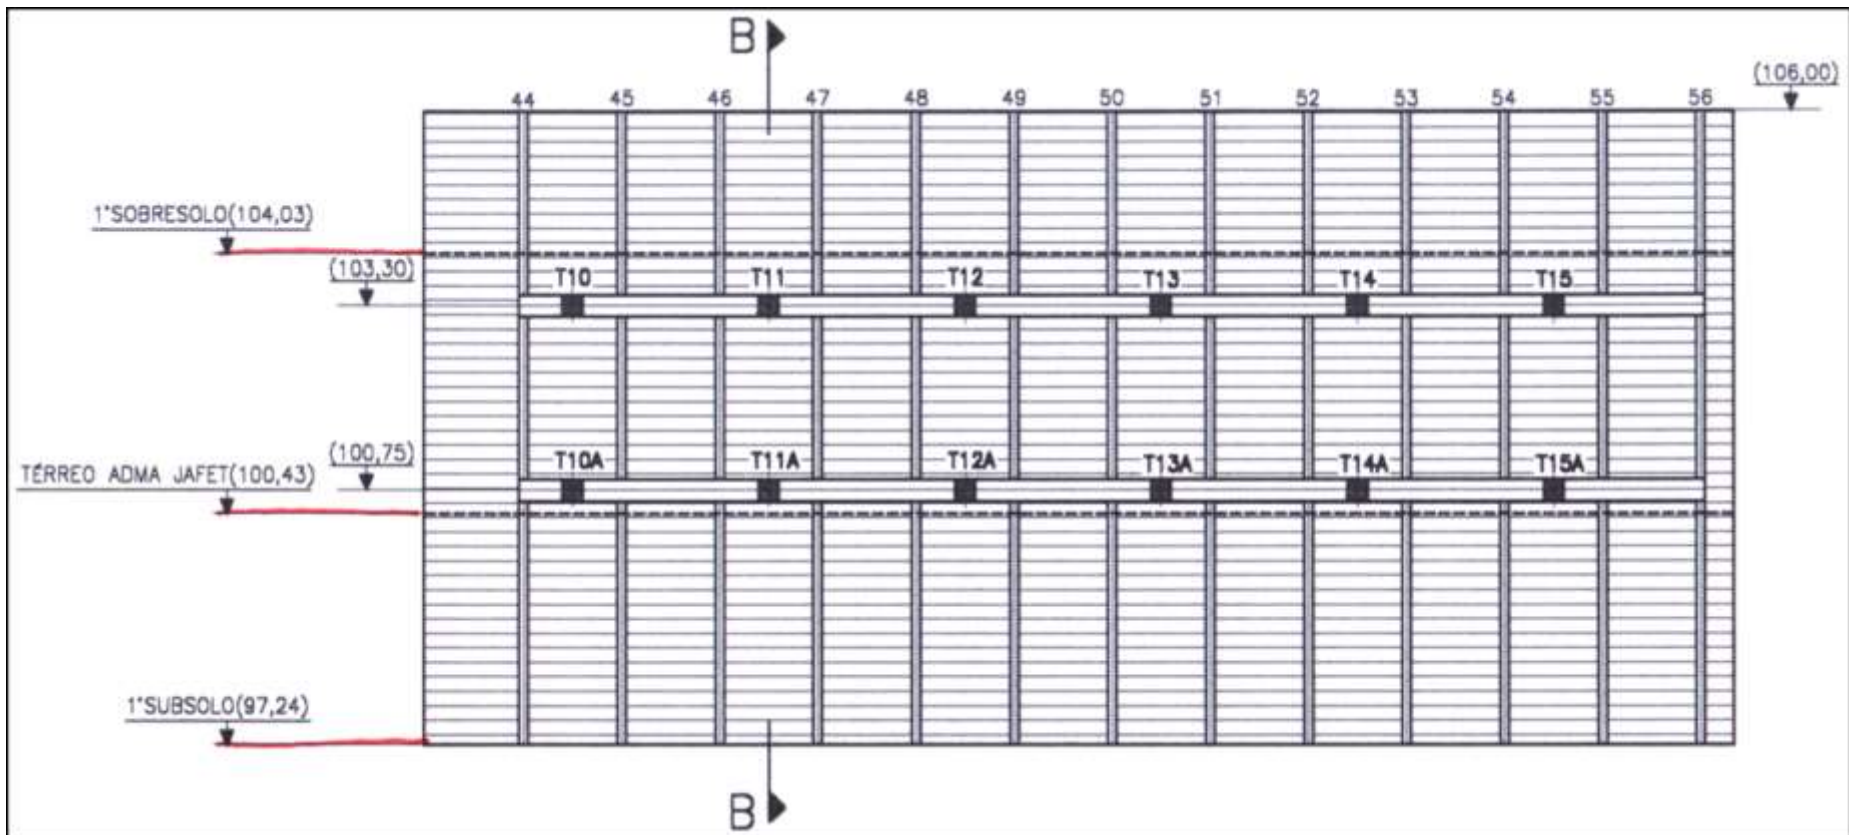 B
(106,00)
44 45 46 47 48 49 50 51 52 53 54 55 56
1°SOBRESOLO(104,03)
(103,30)
T10 T11 T12 T13 T14 T15
(100,75)
T10A T11A T12A T13A T14A T15A
TÉRREO ADMA JAFET(100,43)
1°SUBSOLO(97,24)
B